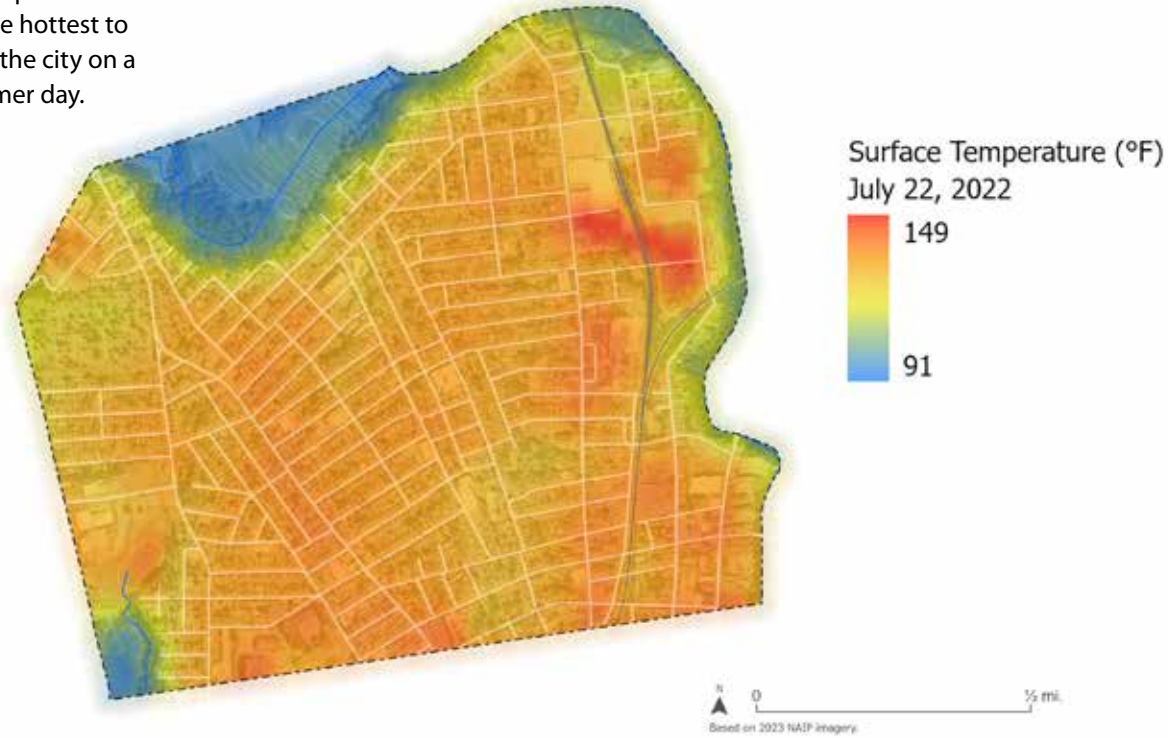 e hottest to
the city on a
mer day.
Surface Temperature (°F)
July 22, 2022
149
91
N
0
½ mi.
Based on 2023 NAIP imagery.